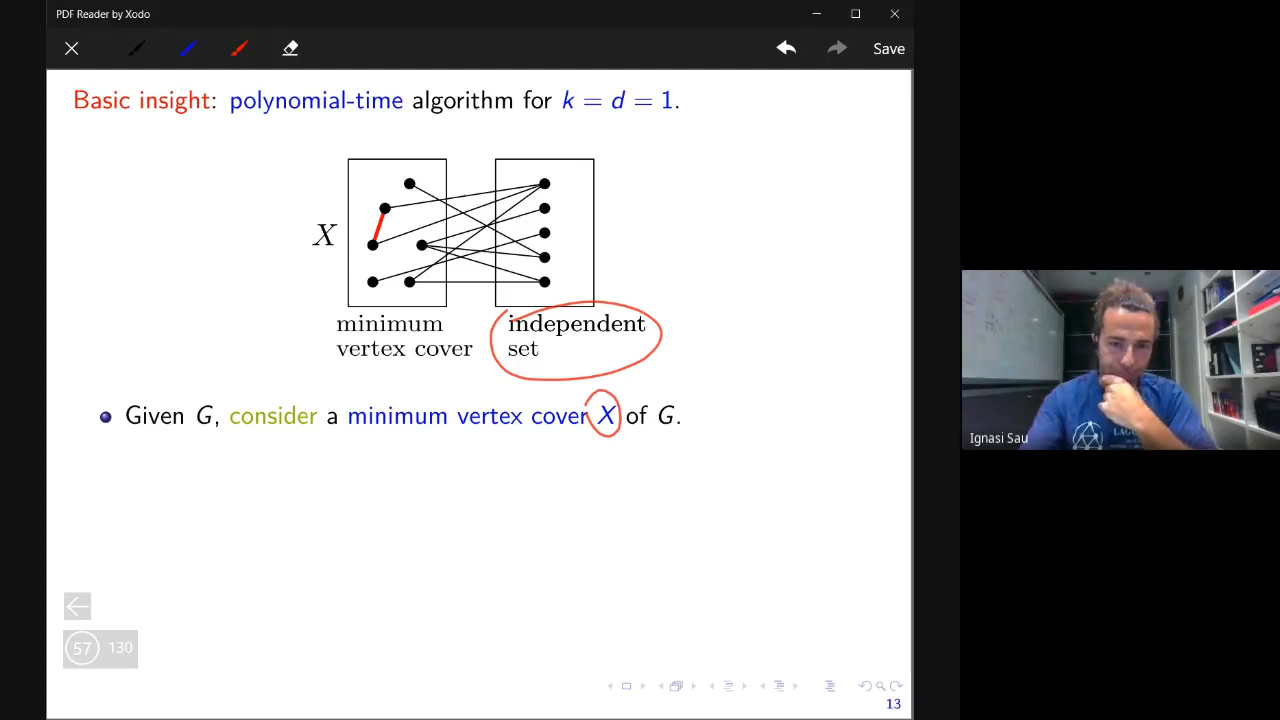 PDF Reader by Xodo
Save
Basic insight: polynomial-time algorithm for k = d = 1.
X
minimum
vertex cover
independent
set
Given G, consider a minimum vertex cover X of G.
Ignasi Sau
57 130
13